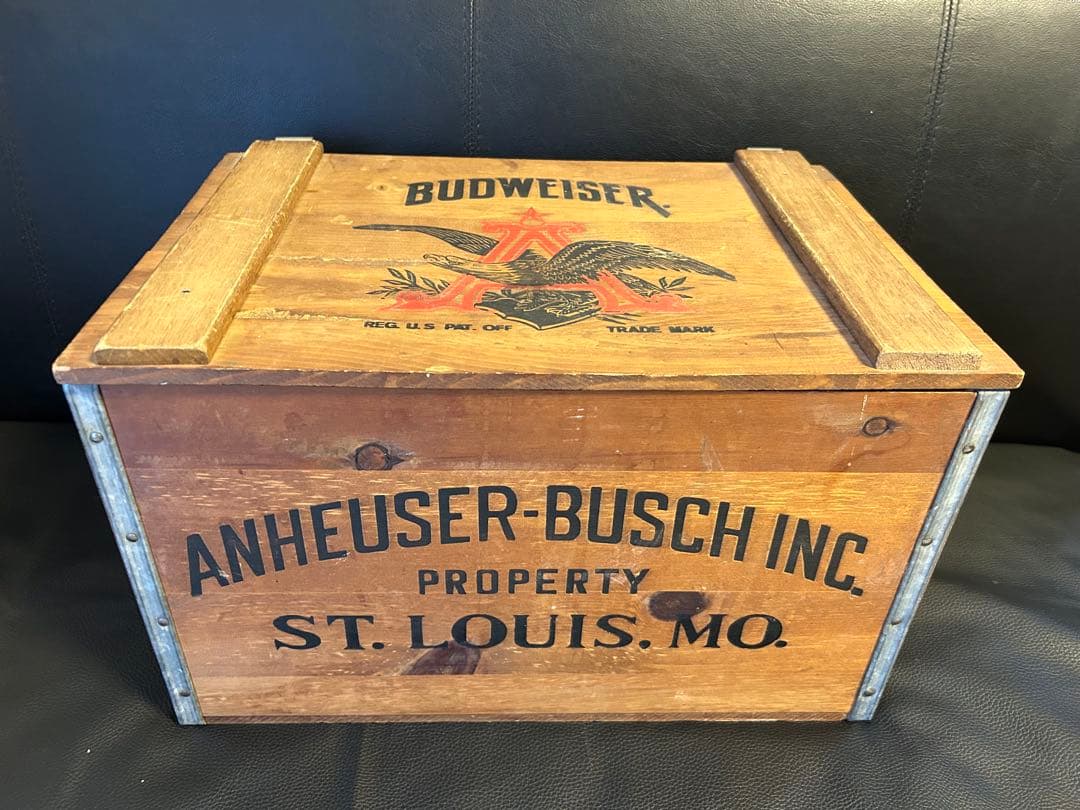 BUDWEISER.
A
REG. U.S. PAT. OFF TRADE MARK
ANHEUSER-BUSCH INC.
PROPERTY
ST. LOUIS. MO.